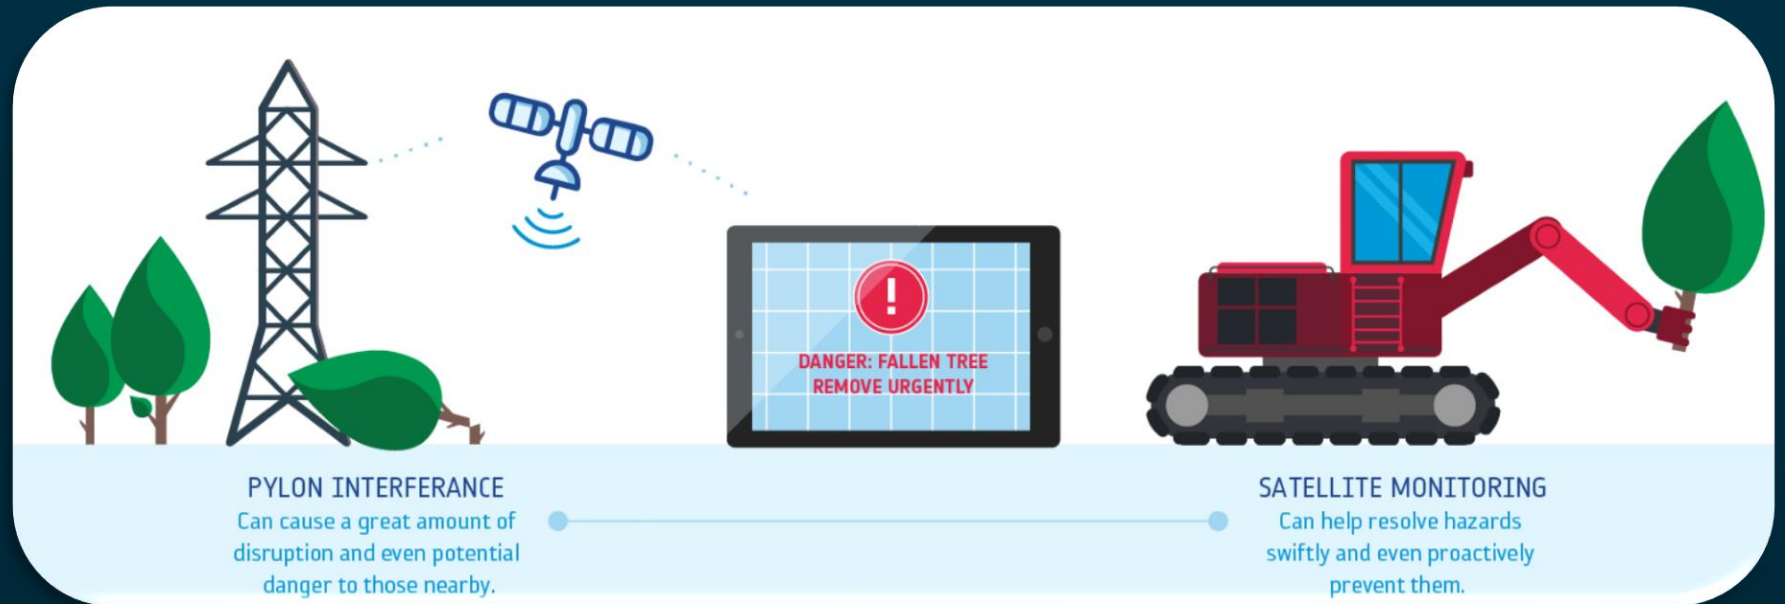 DANGER: FALLEN TREE
REMOVE URGENTLY
PYLON INTERFERANCE
Can cause a great amount of
disruption and even potential
danger to those nearby.
SATELLITE MONITORING
Can help resolve hazards
swiftly and even proactively
prevent them.